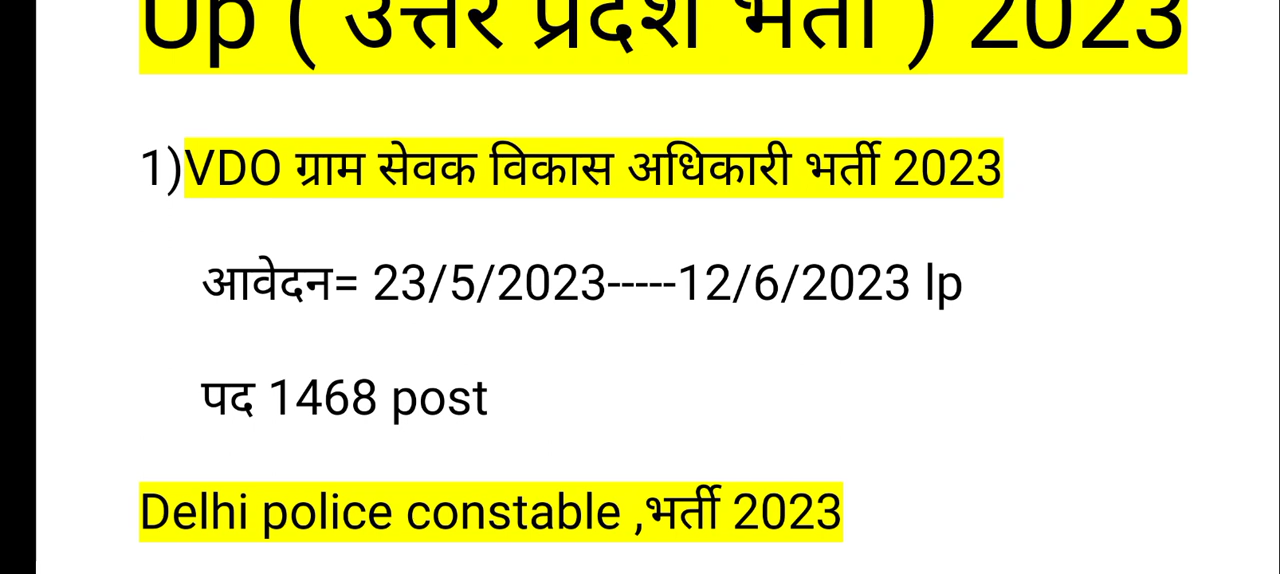 Up ( उत्तर प्रदेश भर्ती ) 2023
1)VDO ग्राम सेवक विकास अधिकारी भर्ती 2023
आवेदन= 23/5/2023-----12/6/2023 lp
पद 1468 post
Delhi police constable ,भर्ती 2023